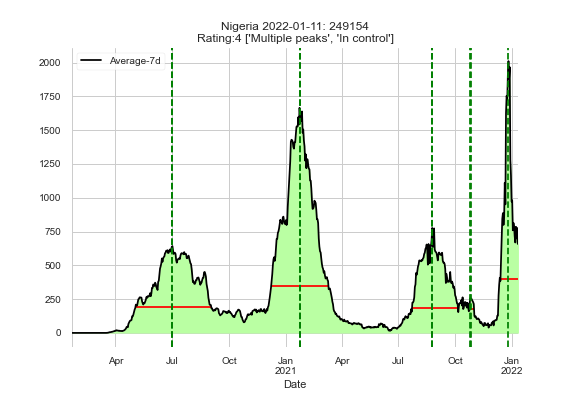 Nigeria 2022-01-11: 249154
Rating:4 ['Multiple peaks', 'In control']
Average-7d
2000
1750
1500
1250
1000
750
500
250
0
Apr Jul Oct Jan Apr Jul Oct Jan
2021 2022
Date